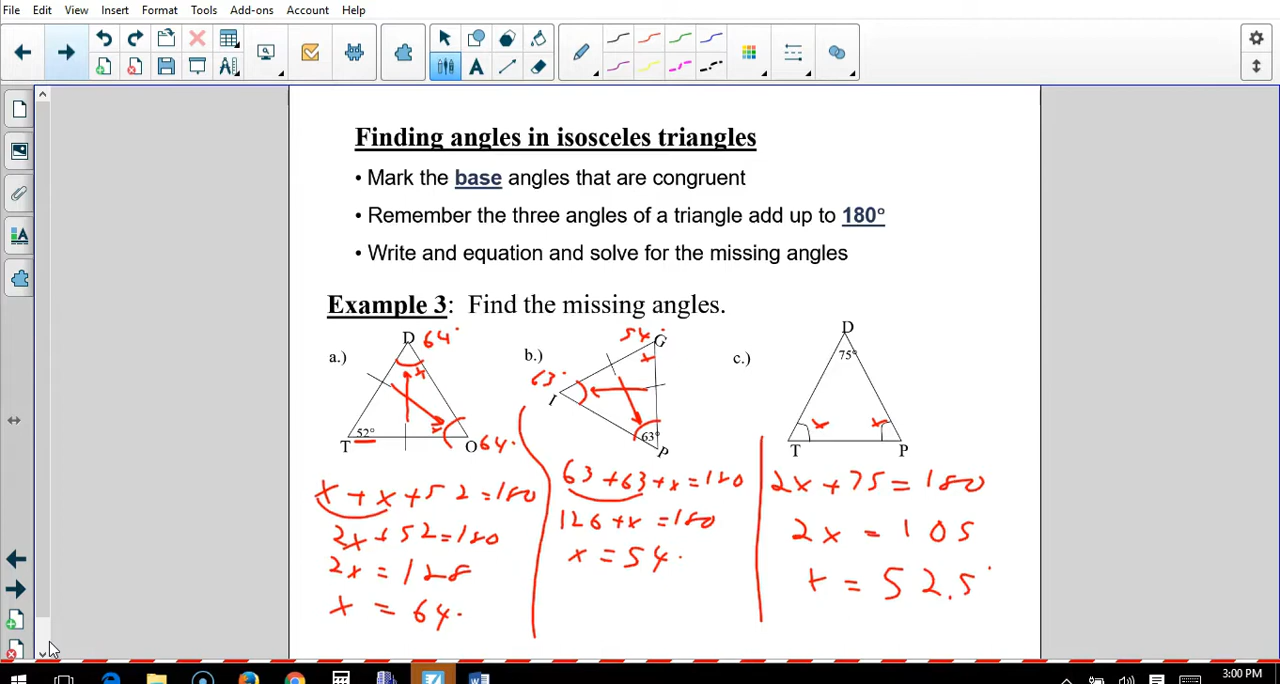 File Edit View Insert Format Tools Add-ons Account Help
Finding angles in isosceles triangles
• Mark the base angles that are congruent
• Remember the three angles of a triangle add up to 180°
• Write and equation and solve for the missing angles
Example 3: Find the missing angles.
a.)
D 64°
x
T 52°
x
O 64°
x + x + 52 = 180
2x + 52 = 180
2x = 128
x = 64°
b.)
54°
G
x
63°
I
63°
P
63 + 63 + x = 180
126 + x = 180
x = 54°
c.)
D
75°
x x
T P
2x + 75 = 180
2x = 105
x = 52.5°
3:00 PM